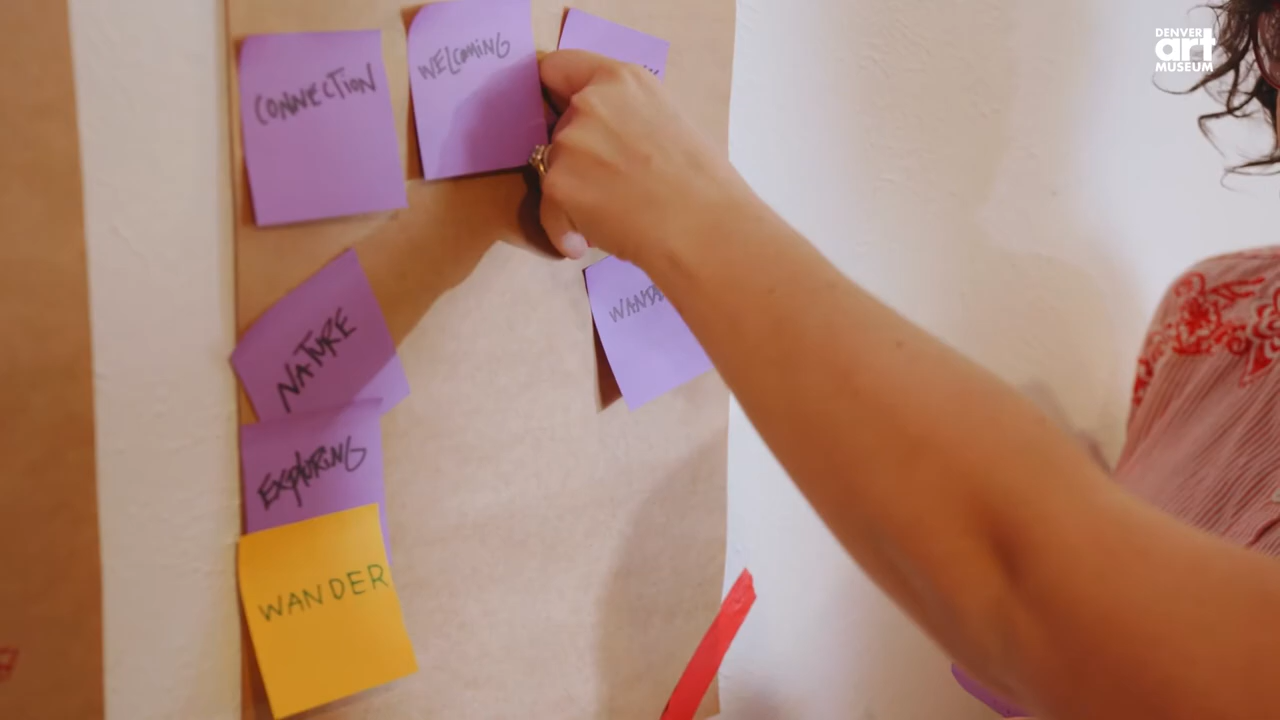 CONNECTION
WELCOMING
NATURE
EXPLORING
WANDER
DENVER
art
MUSEUM